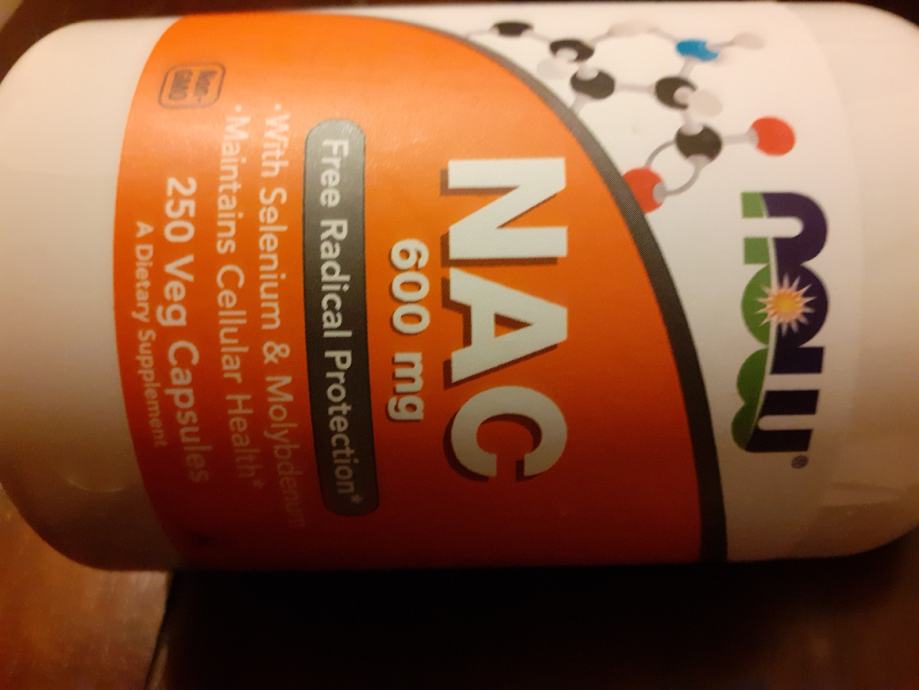 NOW®
NAC
600 mg
Free Radical Protection*
·With Selenium & Molybdenum
·Maintains Cellular Health*
250 Veg Capsules
A Dietary Supplement
Non-
GMO